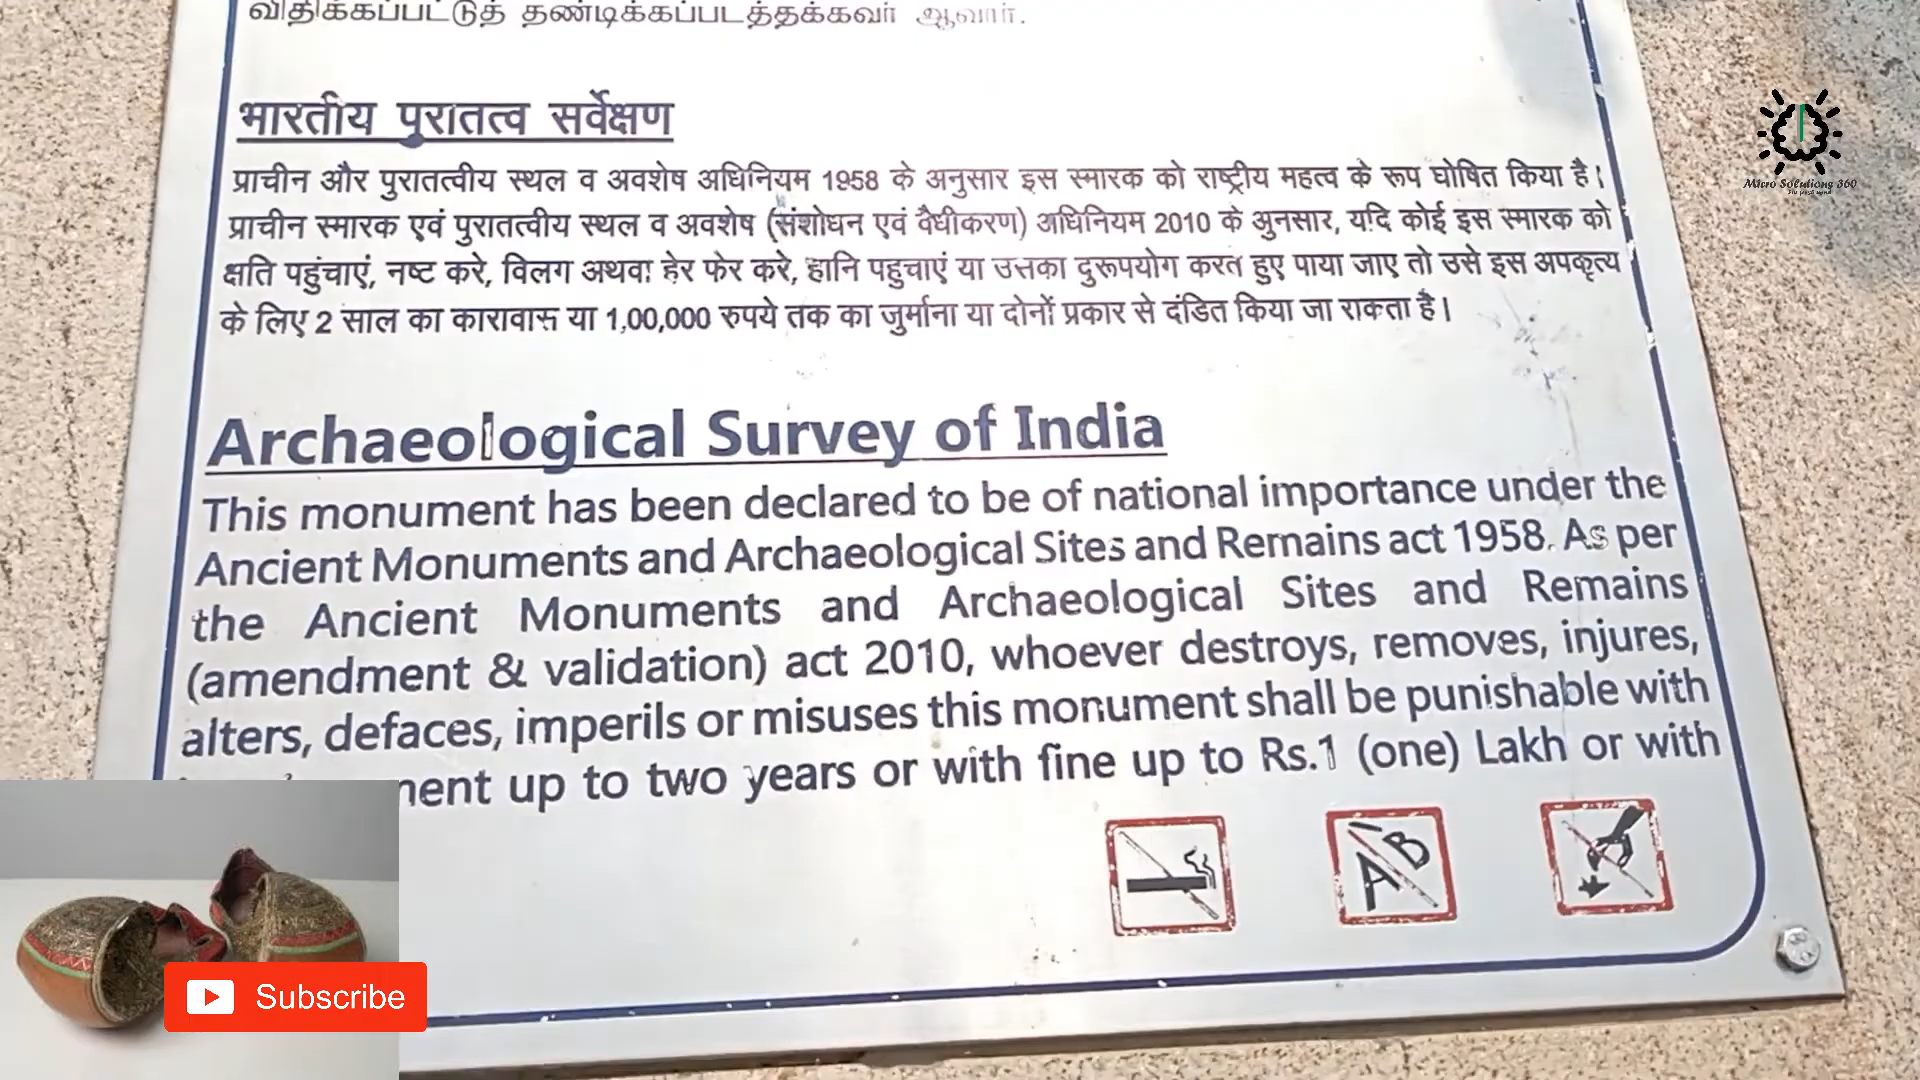 விதிக்கப்பட்டுத் தண்டிக்கப்படத்தக்கவர் ஆவார்.
भारतीय पुरातत्व सर्वेक्षण
प्राचीन और पुरातत्वीय स्थल व अवशेष अधिनियम 1958 के अनुसार इस स्मारक को राष्ट्रीय महत्व के रूप घोषित किया है।
प्राचीन स्मारक एवं पुरातत्वीय स्थल व अवशेष (संशोधन एवं वैधीकरण) अधिनियम 2010 के अुनसार, यदि कोई इस स्मारक को
क्षति पहुंचाएं, नष्ट करे, विलग अथवा हेर फेर करे, हानि पहुचाएं या उसका दुरूपयोग करत हुए पाया जाए तो उसे इस अपकृत्य
के लिए 2 साल का कारावास या 1,00,000 रुपये तक का जुर्माना या दोनों प्रकार से दंडित किया जा सकता है।
Archaeological Survey of India
This monument has been declared to be of national importance under the
Ancient Monuments and Archaeological Sites and Remains act 1958. As per
the Ancient Monuments and Archaeological Sites and Remains
(amendment & validation) act 2010, whoever destroys, removes, injures,
alters, defaces, imperils or misuses this monument shall be punishable with
up to two years or with fine up to Rs.1 (one) Lakh or with
AB
Subscribe
Micro Solutions 360